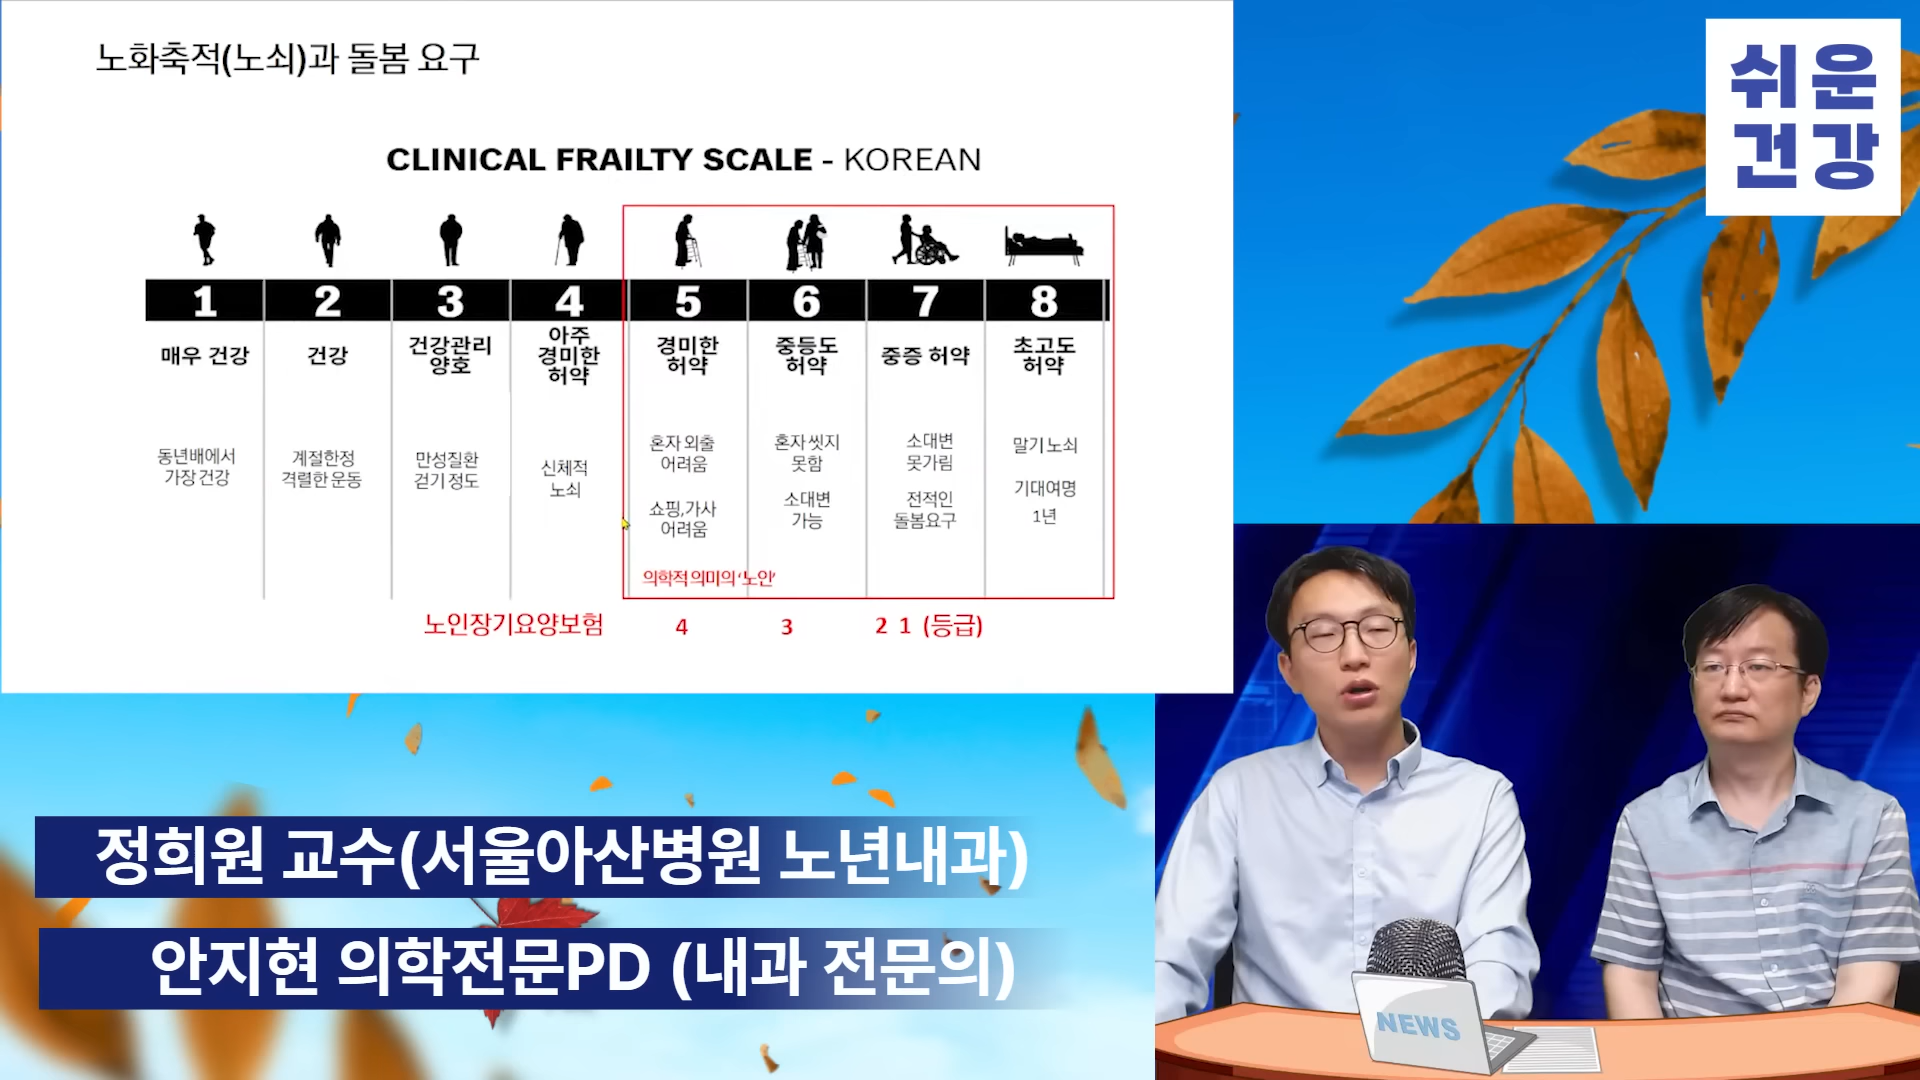 노화축적(노쇠)과 돌봄 요구
CLINICAL FRAILTY SCALE - KOREAN
1 2 3 4 5 6 7 8
매우 건강
건강
건강관리
양호
아주
경미한
허약
경미한
허약
중등도
허약
중증 허약
초고도
허약
동년배에서
가장 건강
계절한정
격렬한 운동
만성질환
걷기 정도
신체적
노쇠
혼자 외출
어려움
쇼핑,가사
어려움
혼자 씻지
못함
소대변
가능
소대변
못가림
전적인
돌봄요구
말기 노쇠
기대여명
1년
의학적 의미의 '노인'
노인장기요양보험 4 3 2 1 (등급)
쉬운
건강
정희원 교수(서울아산병원 노년내과)
안지현 의학전문PD (내과 전문의)
NEWS